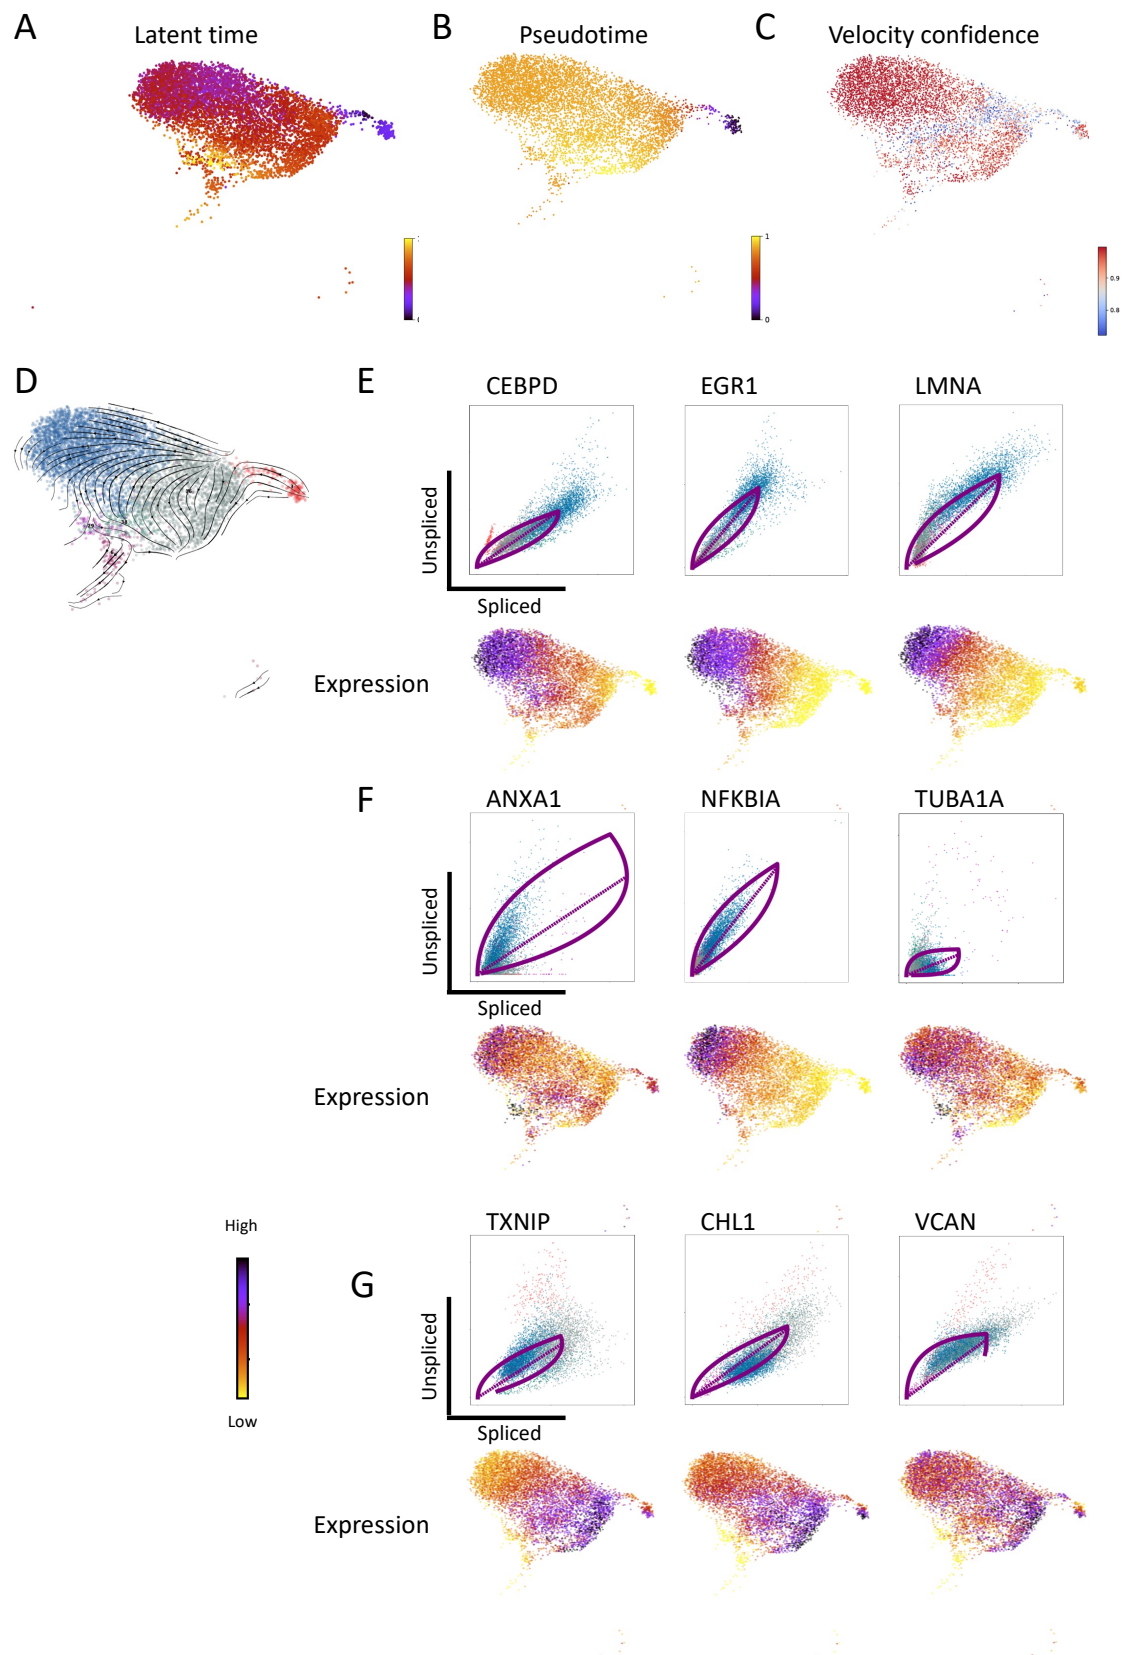 A
Latent time
B
Pseudotime
C
Velocity confidence
1
0
0.9
0.8
D
E
CEBPD
EGR1
LMNA
Unspliced
Spliced
Expression
F
ANXA1
NFKBIA
TUBA1A
Unspliced
Spliced
Expression
High
Low
G
TXNIP
CHL1
VCAN
Unspliced
Spliced
Expression